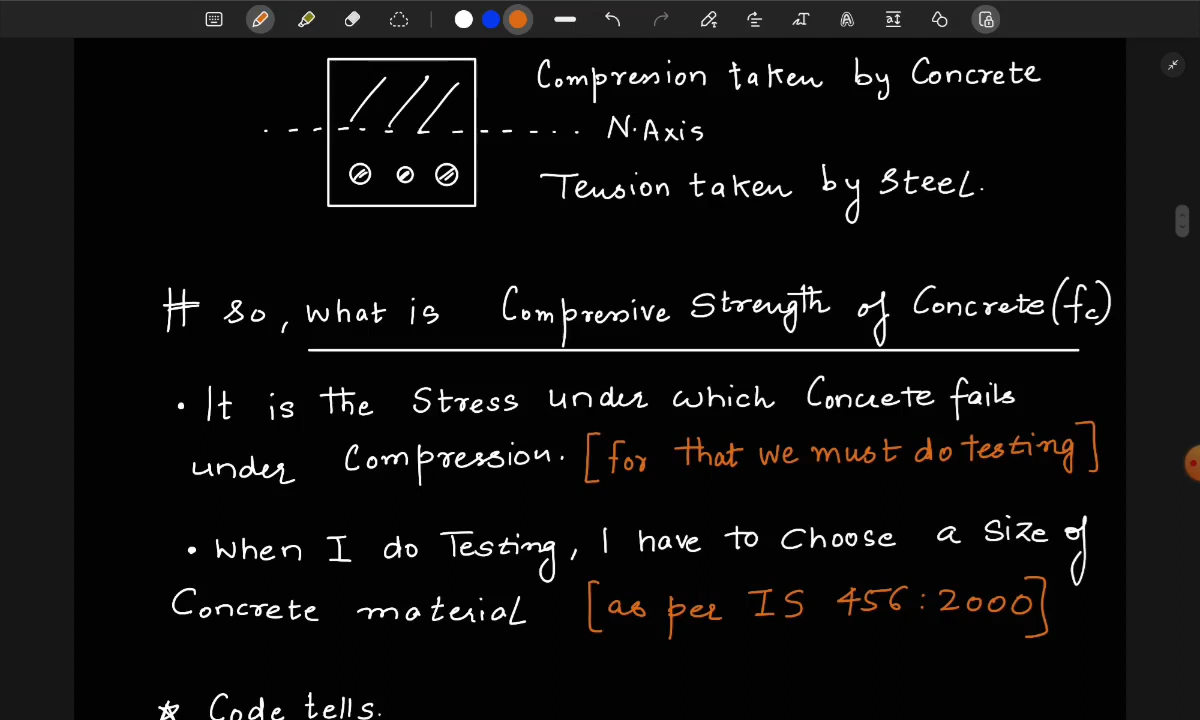 Compression taken by Concrete
N. Axis
Tension taken by Steel.
# So, what is Compressive Strength of Concrete (fc)
• It is the Stress under which Concrete fails
under Compression. [for that we must do testing]
• When I do Testing, I have to Choose a Size of
Concrete material [as per IS 456:2000]
* Code tells.